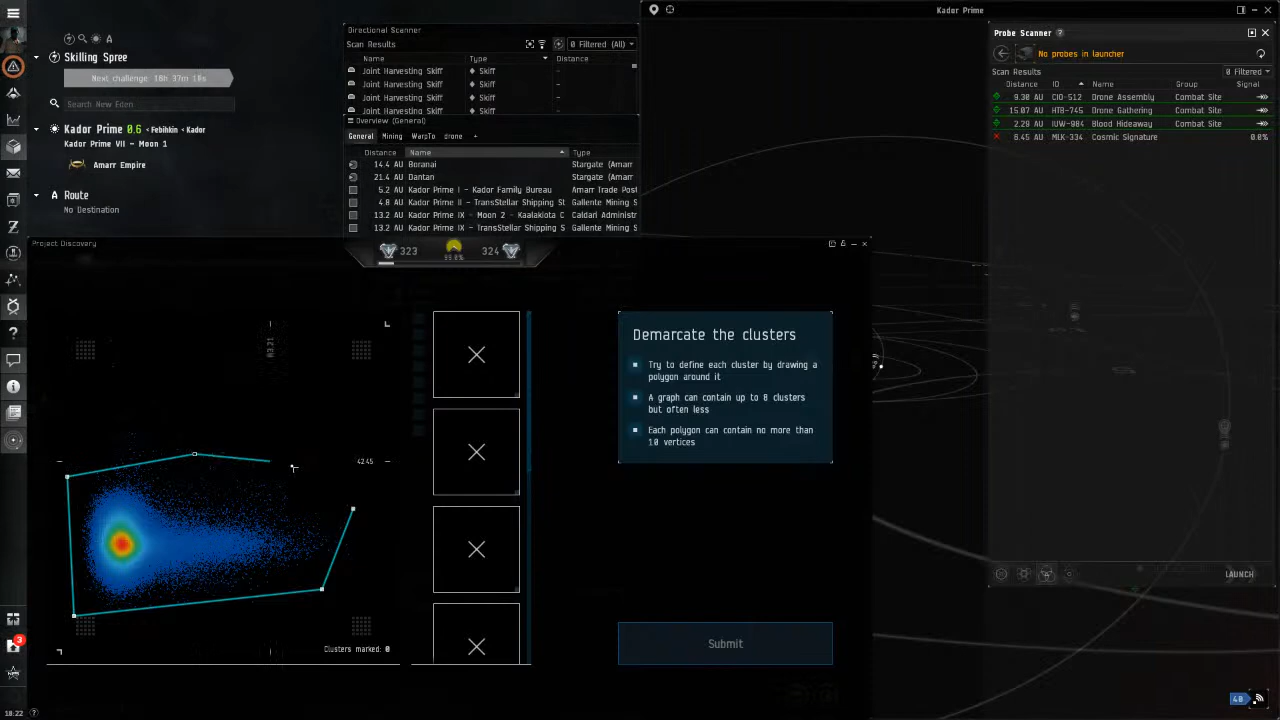 Kador Prime
Skilling Spree
Next challenge: 18h 37m 18s
Search New Eden
Kador Prime 0.6 < Febihkin < Kador
Kador Prime VII - Moon 1
Amarr Empire
Route
No Destination
Directional Scanner
Scan Results
0 Filtered (All)
Name Type Distance
Joint Harvesting Skiff Skiff -
Joint Harvesting Skiff Skiff -
Joint Harvesting Skiff Skiff -
Joint Harvesting Skiff Skiff -
Overview (General)
General Mining WarpTo drone +
Distance Name Type
14.4 AU Boranai Stargate (Amarr
21.4 AU Dantan Stargate (Amarr
5.2 AU Kador Prime I - Kador Family Bureau Amarr Trade Post
4.8 AU Kador Prime II - TransStellar Shipping St Gallente Mining S
13.2 AU Kador Prime IX - Moon 2 - Kaalakiota C Caldari Administr
13.2 AU Kador Prime IX - TransStellar Shipping S Gallente Mining S
323
99.0%
324
Probe Scanner
No probes in launcher
Scan Results
0 Filtered
Distance ID Name Group Signal
9.30 AU CIO-512 Drone Assembly Combat Site
15.07 AU HTB-745 Drone Gathering Combat Site
2.29 AU IUW-984 Blood Hideaway Combat Site
6.45 AU MLK-334 Cosmic Signature 0.0%
LAUNCH
Project Discovery
83.21
42.45
Clusters marked: 0
Demarcate the clusters
Try to define each cluster by drawing a
polygon around it
A graph can contain up to 8 clusters
but often less
Each polygon can contain no more than
10 vertices
Submit
3
18:22
40